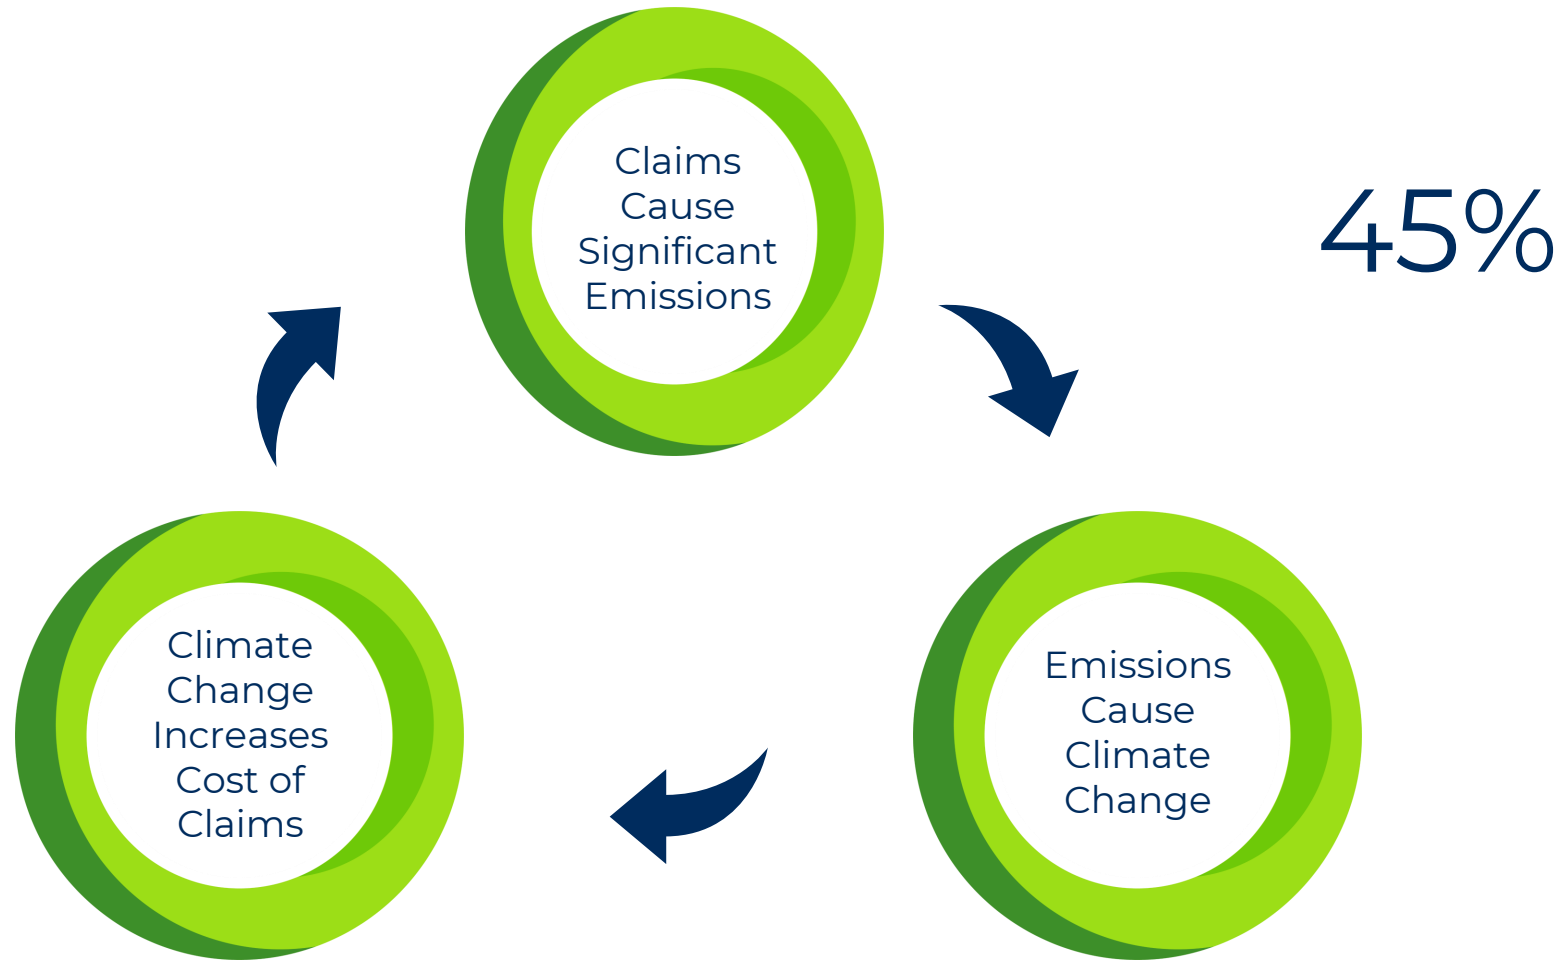 Claims
Cause
Significant
Emissions
45%
Climate
Change
Increases
Cost of
Claims
Emissions
Cause
Climate
Change